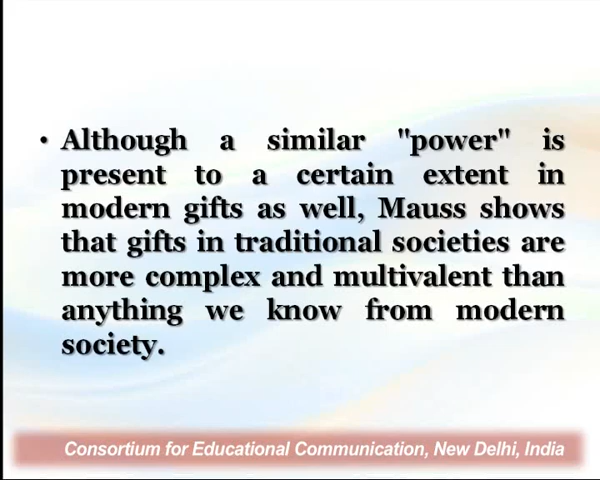 • Although a similar "power" is
present to a certain extent in
modern gifts as well, Mauss shows
that gifts in traditional societies are
more complex and multivalent than
anything we know from modern
society.
Consortium for Educational Communication, New Delhi, India